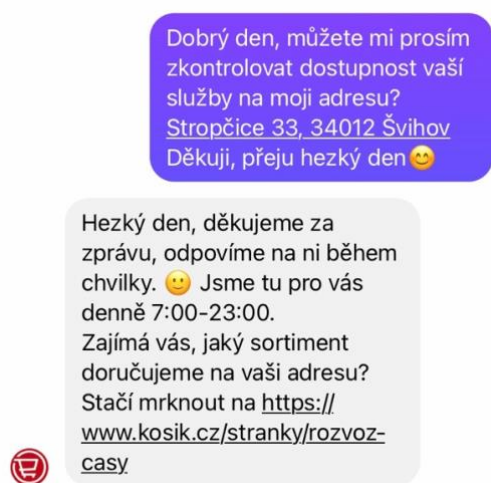 Dobrý den, můžete mi prosím
zkontrolovat dostupnost vaší
služby na moji adresu?
Stropčice 33, 34012 Švihov
Děkuji, přeju hezký den😊
Hezký den, děkujeme za
zprávu, odpovíme na ni během
chvilky. 🙂 Jsme tu pro vás
denně 7:00-23:00.
Zajímá vás, jaký sortiment
doručujeme na vaši adresu?
Stačí mrknout na https://
www.kosik.cz/stranky/rozvoz-
casy